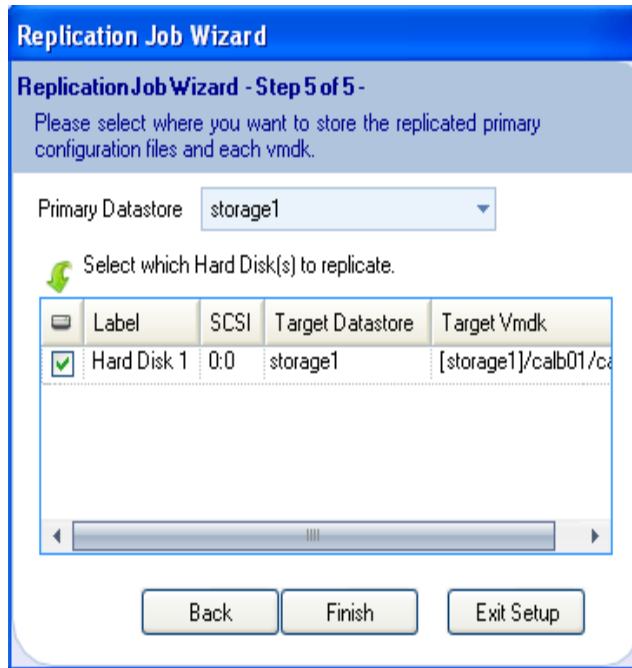 Replication Job Wizard
Replication Job Wizard - Step 5 of 5 -
Please select where you want to store the replicated primary
configuration files and each vmdk.
Primary Datastore storage1
Select which Hard Disk(s) to replicate.
Label SCSI Target Datastore Target Vmdk
Hard Disk 1 0:0 storage1 [storage1]/calb01/ca
Back Finish Exit Setup